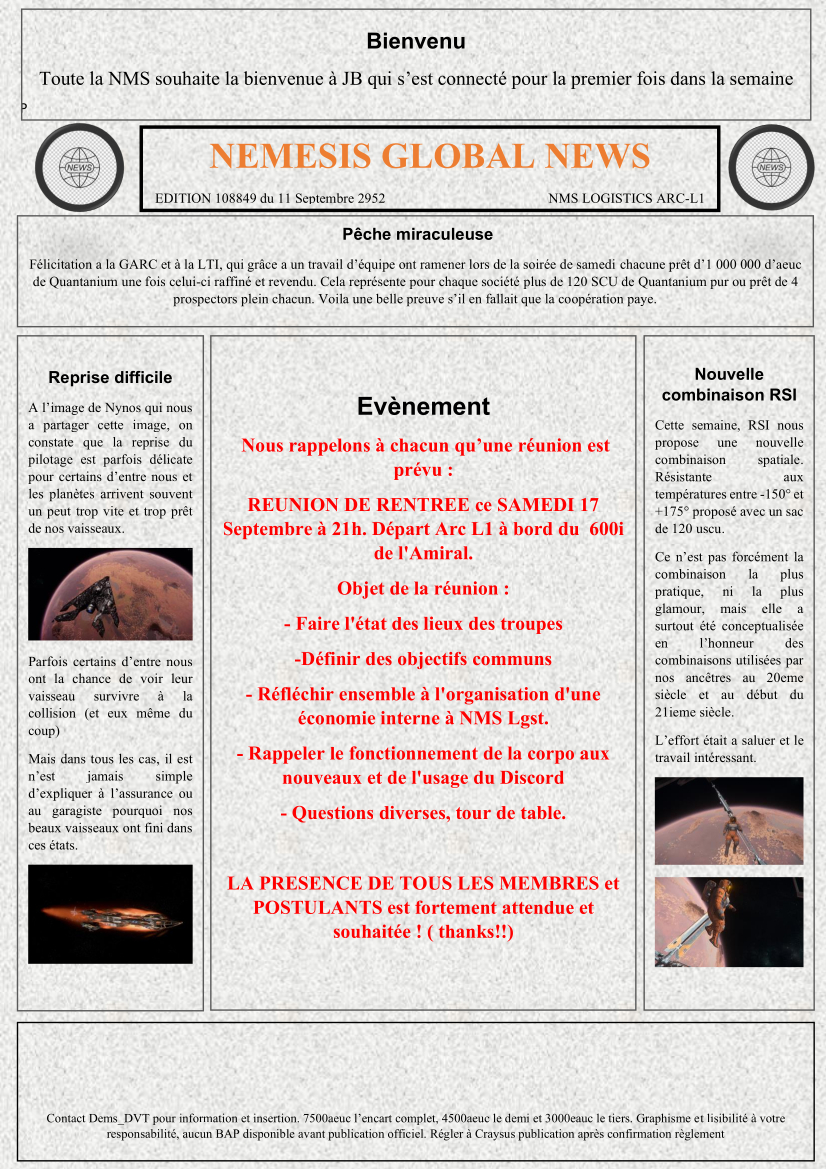 Bienvenu
Toute la NMS souhaite la bienvenue à JB qui s’est connecté pour la premier fois dans la semaine
NEWS
NEMESIS GLOBAL NEWS
EDITION 108849 du 11 Septembre 2952
NMS LOGISTICS ARC-L1
NEWS
Pêche miraculeuse
Félicitation a la GARC et à la LTI, qui grâce a un travail d’équipe ont ramener lors de la soirée de samedi chacune prêt d’1 000 000 d’aeuc
de Quantanium une fois celui-ci raffiné et revendu. Cela représente pour chaque société plus de 120 SCU de Quantanium pur ou prêt de 4
prospectors plein chacun. Voila une belle preuve s’il en fallait que la coopération paye.
Reprise difficile
A l’image de Nynos qui nous
a partager cette image, on
constate que la reprise du
pilotage est parfois délicate
pour certains d’entre nous et
les planètes arrivent souvent
un peut trop vite et trop prêt
de nos vaisseaux.
Parfois certains d’entre nous
ont la chance de voir leur
vaisseau survivre à la
collision (et eux même du
coup)
Mais dans tous les cas, il est
n’est jamais simple
d’expliquer à l’assurance ou
au garagiste pourquoi nos
beaux vaisseaux ont fini dans
ces états.
Evènement
Nous rappelons à chacun qu’une réunion est
prévu :
REUNION DE RENTREE ce SAMEDI 17
Septembre à 21h. Départ Arc L1 à bord du 600i
de l'Amiral.
Objet de la réunion :
- Faire l'état des lieux des troupes
-Définir des objectifs communs
- Réfléchir ensemble à l'organisation d'une
économie interne à NMS Lgst.
- Rappeler le fonctionnement de la corpo aux
nouveaux et de l'usage du Discord
- Questions diverses, tour de table.
LA PRESENCE DE TOUS LES MEMBRES et
POSTULANTS est fortement attendue et
souhaitée ! ( thanks!!)
Nouvelle
combinaison RSI
Cette semaine, RSI nous
propose une nouvelle
combinaison spatiale.
Résistante aux
températures entre -150° et
+175° proposé avec un sac
de 120 uscu.
Ce n’est pas forcément la
combinaison la plus
pratique, ni la plus
glamour, mais elle a
surtout été conceptualisée
en l’honneur des
combinaisons utilisées par
nos ancêtres au 20eme
siècle et au début du
21ieme siècle.
L’effort était a saluer et le
travail intéressant.
Contact Dems_DVT pour information et insertion. 7500aeuc l’encart complet, 4500aeuc le demi et 3000eauc le tiers. Graphisme et lisibilité à votre
responsabilité, aucun BAP disponible avant publication officiel. Régler à Craysus publication après confirmation règlement